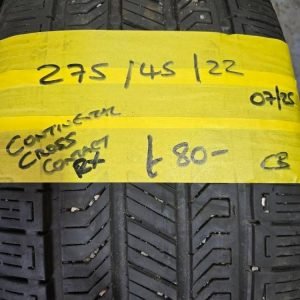 275/45/22
07/25
CONTINENTAL
CROSS
CONTACT
RX
£80-
CB